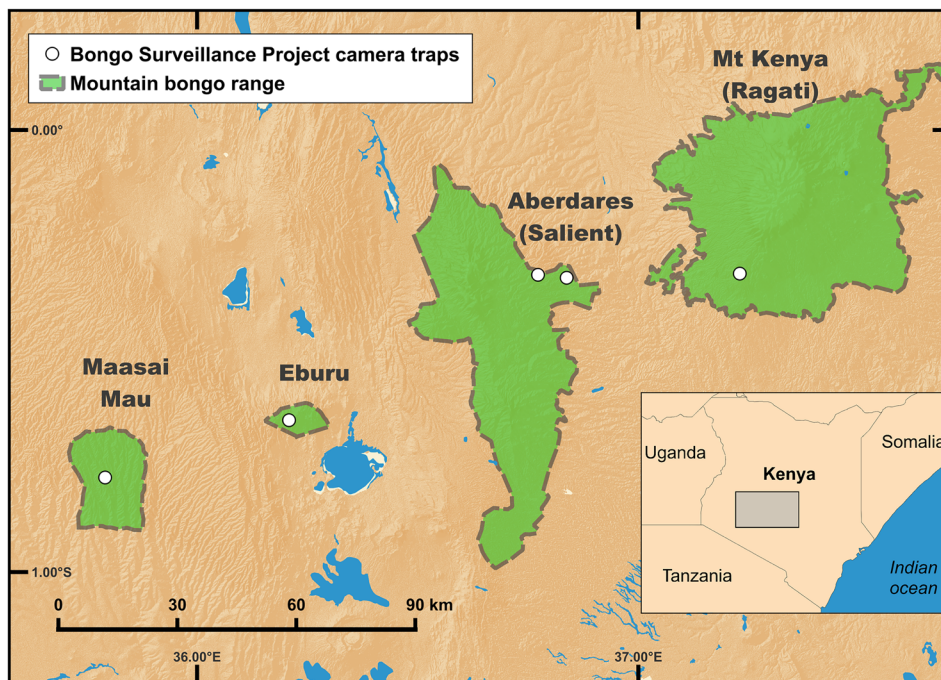 Bongo Surveillance Project camera traps
Mountain bongo range
Mt Kenya
(Ragati)
0.00°
Aberdares
(Salient)
Maasai
Mau
Eburu
Uganda
Somalia
Kenya
Tanzania
Indian
ocean
1.00°S
0 30 60 90 km
36.00°E
37.00°E